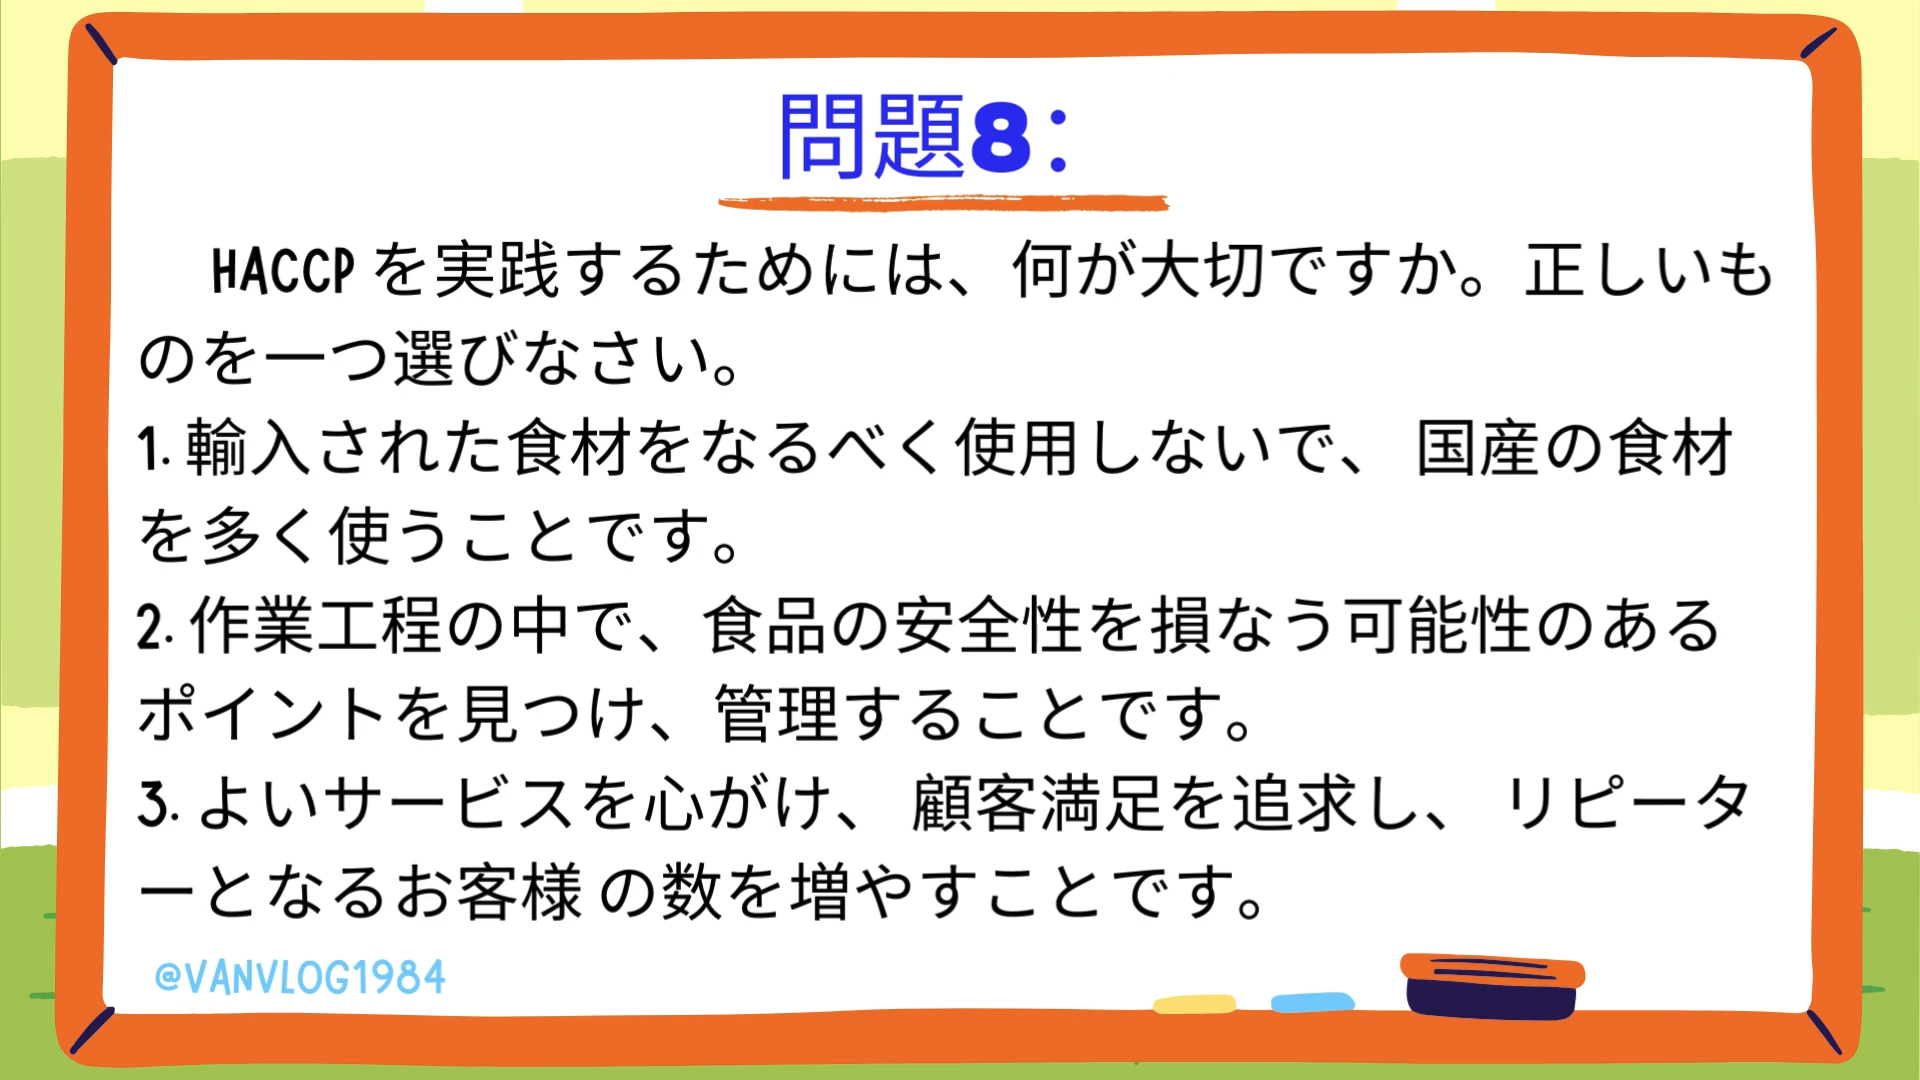 問題8：
HACCP を実践するためには、何が大切ですか。正しいも
のを一つ選びなさい。
1. 輸入された食材をなるべく使用しないで、 国産の食材
を多く使うことです。
2. 作業工程の中で、食品の安全性を損なう可能性のある
ポイントを見つけ、管理することです。
3. よいサービスを心がけ、 顧客満足を追求し、 リピータ
ーとなるお客様 の数を増やすことです。
@VANVLOG1984